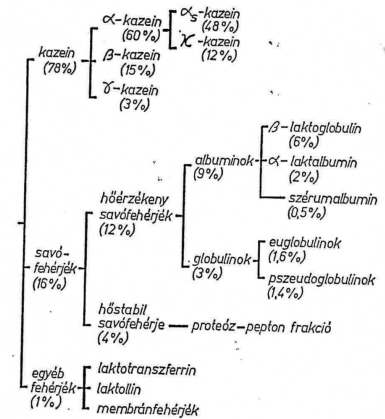 kazein
(78%)
α-kazein
(60%)
αs-kazein
(48%)
ϰ-kazein
(12%)
β-kazein
(15%)
γ-kazein
(3%)
savó-
fehérjék
(16%)
hőérzékeny
savófehérjék
(12%)
albuminok
(9%)
β-
laktoglobulin
(6%)
α-
laktalbumin
(2%)
szérumalbumin
(0,5%)
globulinok
(3%)
euglobulinok
(1,6%)
pszeudoglobulinok
(1,4%)
hőstabil
savófehérje
(4%)
proteóz-pepton frakció
egyéb
fehérjék
(1%)
laktotranszferrin
laktollin
membránfehérjék